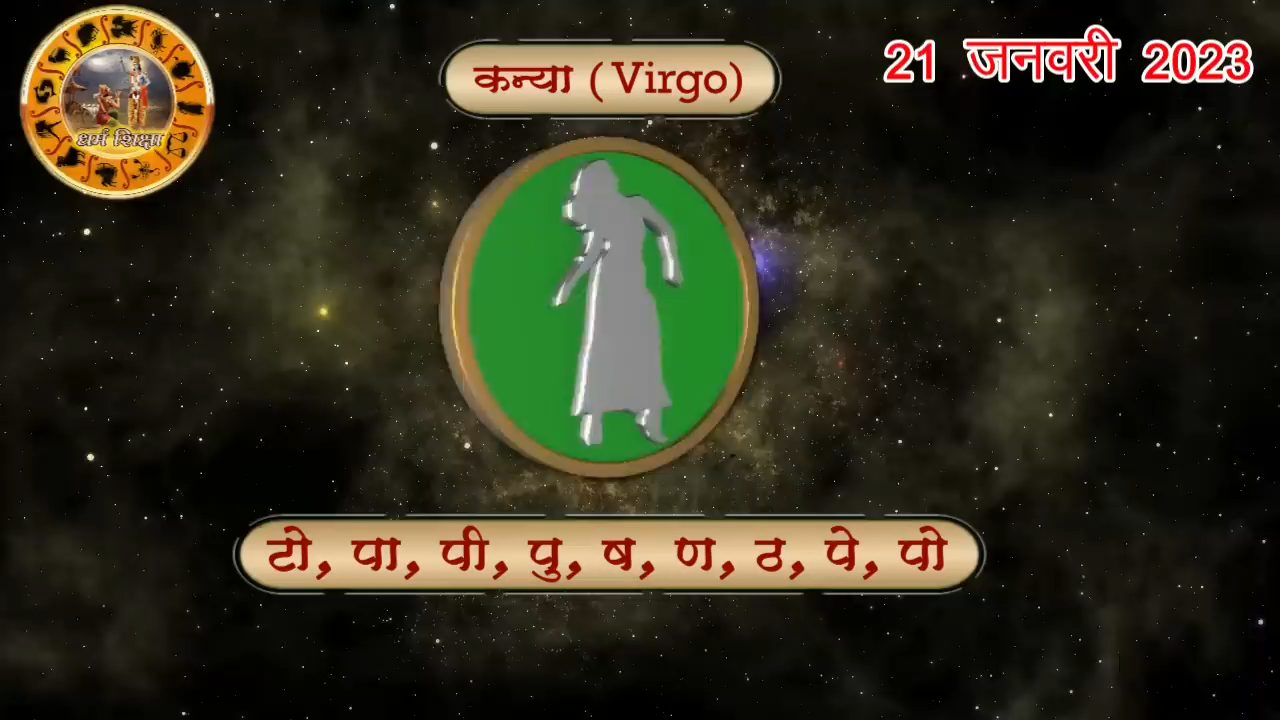 कन्या (Virgo)
21 जनवरी 2023
धर्म शिक्षा
टो, पा, पी, पु, ष, ण, ठ, पे, पो